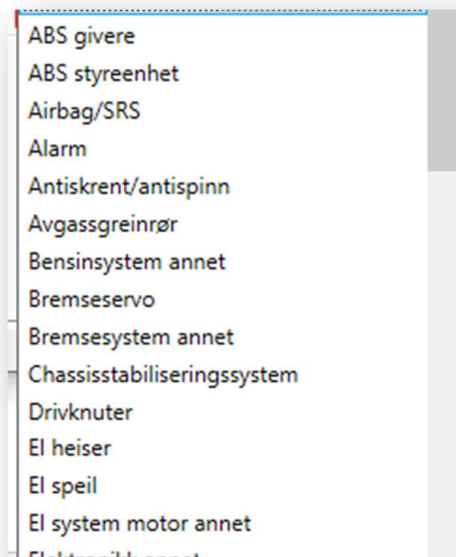 ABS givere
ABS styreenhet
Airbag/SRS
Alarm
Antiskrent/antispinn
Avgassgreinrør
Bensinsystem annet
Bremseservo
Bremsesystem annet
Chassisstabiliseringssystem
Drivknuter
El heiser
El speil
El system motor annet